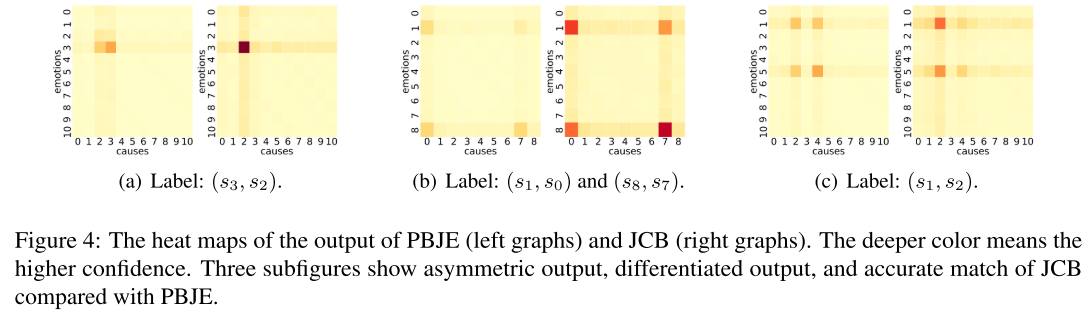 emotions
0 1 2 3 4 5 6 7 8 9 10
0 1 2 3 4 5 6 7 8 9 10
causes
emotions
0 1 2 3 4 5 6 7 8 9 10
0 1 2 3 4 5 6 7 8 9 10
causes
emotions
0 1 2 3 4 5 6 7 8
0 1 2 3 4 5 6 7 8
causes
emotions
0 1 2 3 4 5 6 7 8
0 1 2 3 4 5 6 7 8
causes
emotions
0 1 2 3 4 5 6 7 8 9 10
0 1 2 3 4 5 6 7 8 9 10
causes
emotions
0 1 2 3 4 5 6 7 8 9 10
0 1 2 3 4 5 6 7 8 9 10
causes
(a) Label: (s3, s2).
(b) Label: (s1, s0) and (s8, s7).
(c) Label: (s1, s2).
Figure 4: The heat maps of the output of PBJE (left graphs) and JCB (right graphs). The deeper color means the
higher confidence. Three subfigures show asymmetric output, differentiated output, and accurate match of JCB
compared with PBJE.